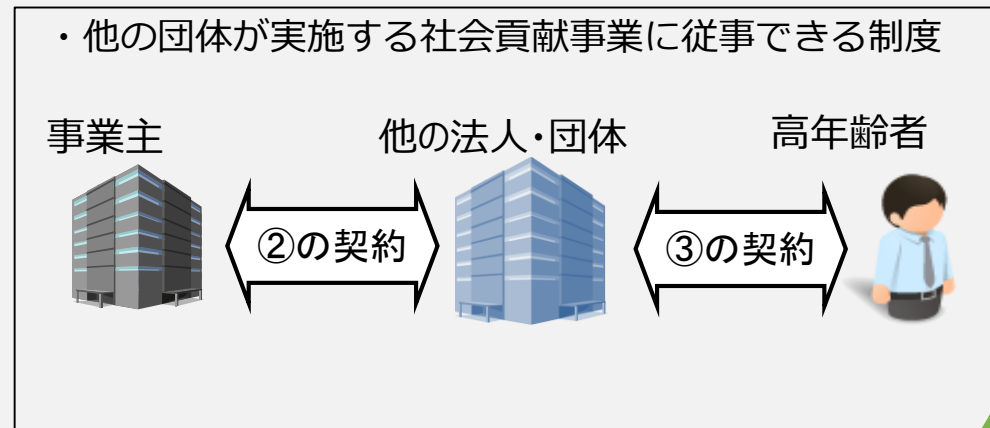 ・他の団体が実施する社会貢献事業に従事できる制度
事業主
他の法人・団体
高年齢者
②の契約
③の契約